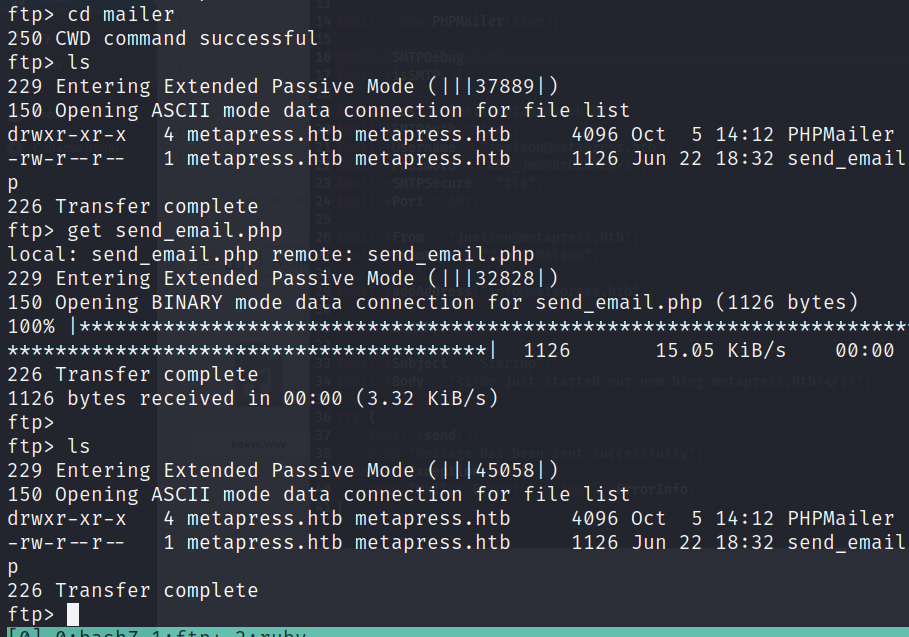 ftp> cd mailer
250 CWD command successful
ftp> ls
229 Entering Extended Passive Mode (|||37889|)
150 Opening ASCII mode data connection for file list
drwxr-xr-x   4 metapress.htb metapress.htb     4096 Oct  5 14:12 PHPMailer
-rw-r--r--   1 metapress.htb metapress.htb     1126 Jun 22 18:32 send_email
p
226 Transfer complete
ftp> get send_email.php
local: send_email.php remote: send_email.php
229 Entering Extended Passive Mode (|||32828|)
150 Opening BINARY mode data connection for send_email.php (1126 bytes)
100% |***************************************************************************
****************************************|  1126       15.05 KiB/s    00:00
226 Transfer complete
1126 bytes received in 00:00 (3.32 KiB/s)
ftp>
ftp> ls
229 Entering Extended Passive Mode (|||45058|)
150 Opening ASCII mode data connection for file list
drwxr-xr-x   4 metapress.htb metapress.htb     4096 Oct  5 14:12 PHPMailer
-rw-r--r--   1 metapress.htb metapress.htb     1126 Jun 22 18:32 send_email
p
226 Transfer complete
ftp>